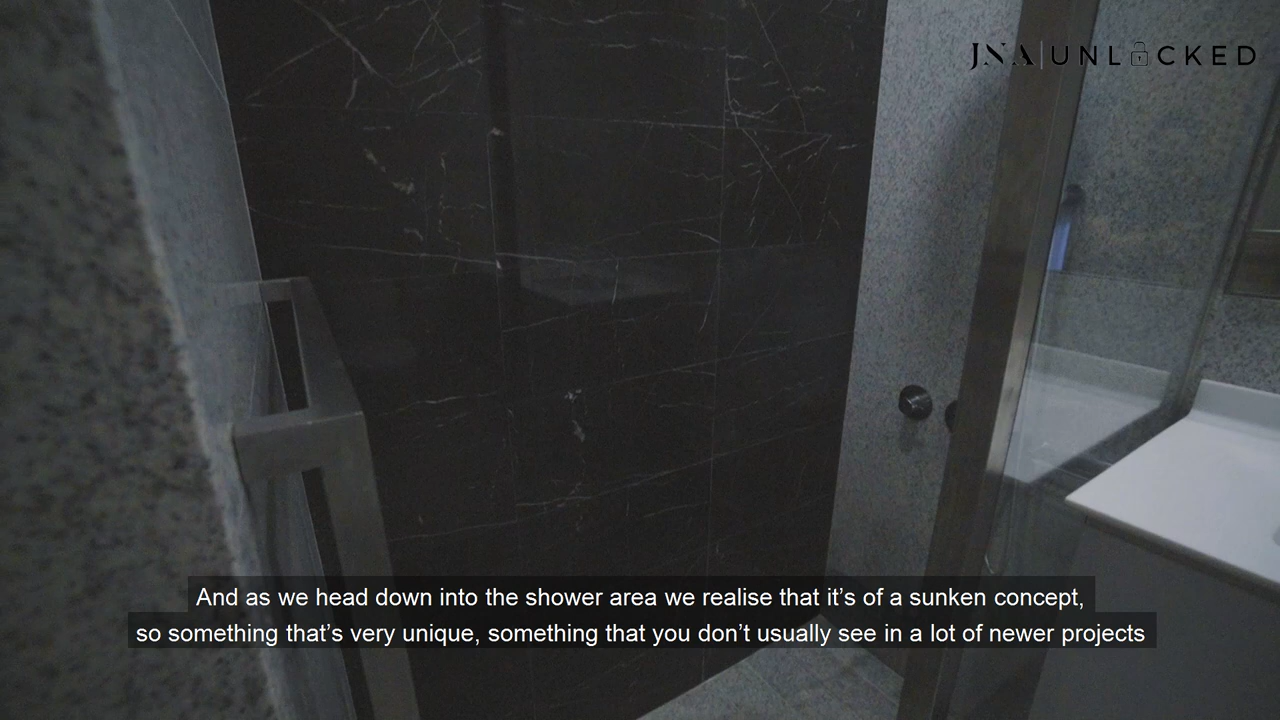 JNA UNLOCKED
And as we head down into the shower area we realise that it’s of a sunken concept,
so something that’s very unique, something that you don’t usually see in a lot of newer projects